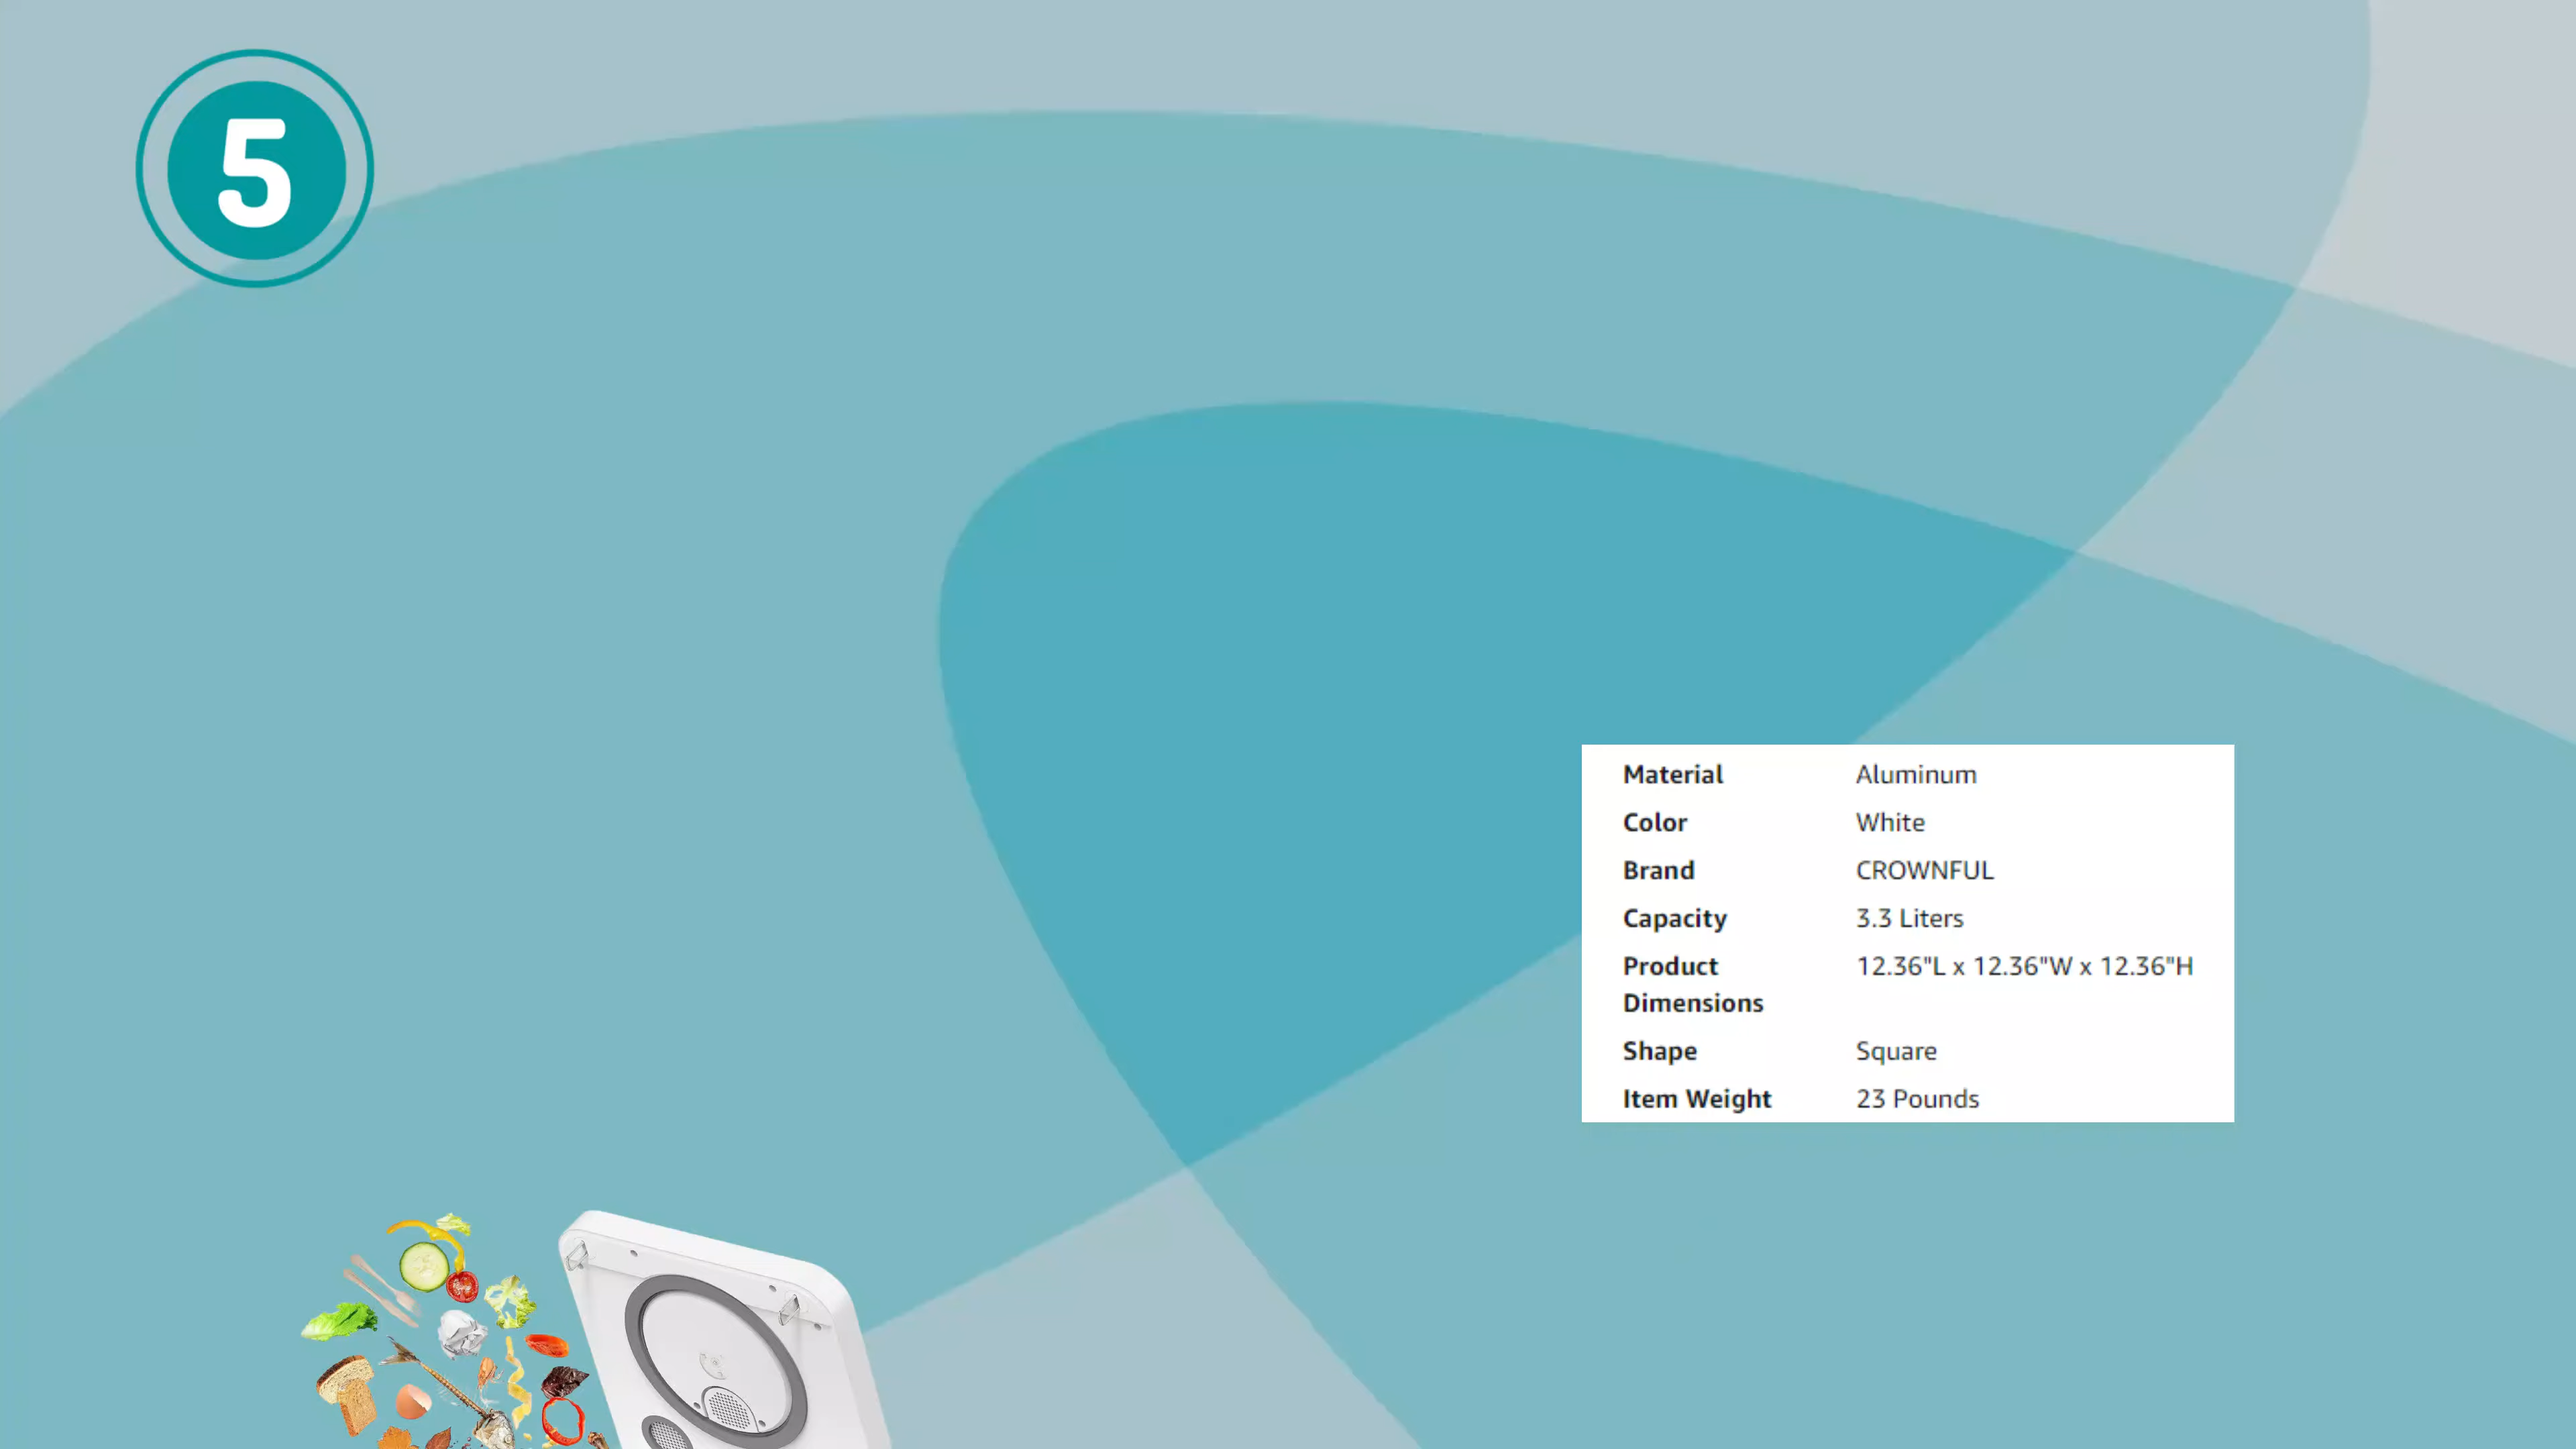 5
Material Aluminum
Color White
Brand CROWNFUL
Capacity 3.3 Liters
Product 12.36"L x 12.36"W x 12.36"H
Dimensions
Shape Square
Item Weight 23 Pounds